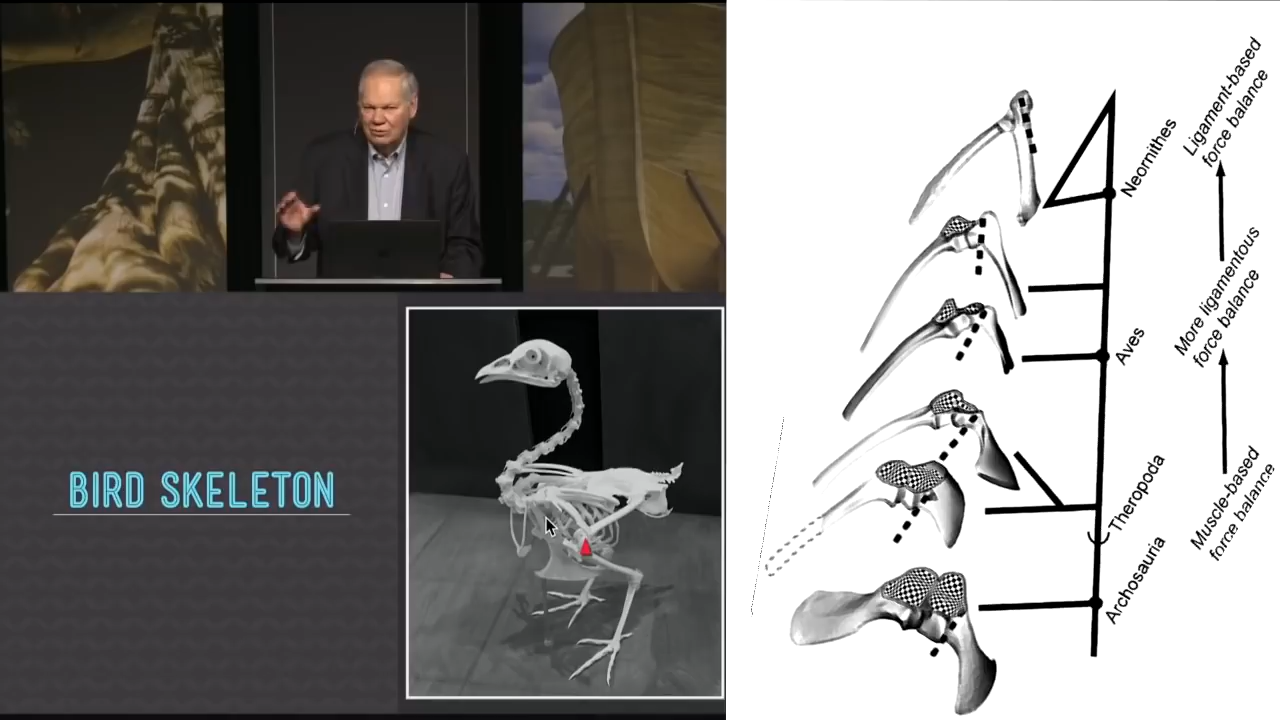 BIRD SKELETON
Ligament-based
force balance
Neornithes
More ligamentous
force balance
Aves
Theropoda
Muscle-based
force balance
Archosauria